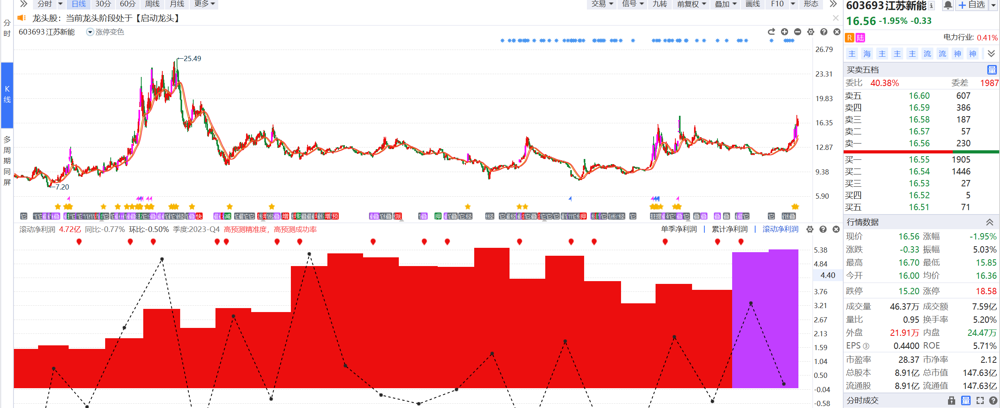 分时 日线 30分 60分 周线 月线 更多 交易 信号 九转 前复权 叠加 画线 F10 形态
龙头股：当前龙头阶段处于【启动龙头】
603693 江苏新能 涨停变色
分时
K线
多周期同屏
26.79
25.49
23.31
19.83
16.35
12.87
9.38
7.20
5.90
滚动净利润 4.72亿 同比:-0.77% 环比:-0.50% 季度:2023-Q4 高预测精准度，高预测成功率
单季净利润 | 累计净利润 | 滚动净利润
5.38
4.84
4.40
3.76
3.21
2.67
2.13
1.59
1.04
0.50
-0.04
-0.58
603693 江苏新能 自选
16.56 -1.95% -0.33
R 陆 电力行业: 0.41%
主 海 主 主 主 流 流 神 神
买卖五档 量
委比 40.38% 委差 1987
卖五 16.60 607
卖四 16.59 386
卖三 16.58 187
卖二 16.57 57
卖一 16.56 230
买一 16.55 1905
买二 16.54 1446
买三 16.53 27
买四 16.52 5
买五 16.51 71
行情数据
现价 16.56 涨幅 -1.95%
涨跌 -0.33 振幅 5.03%
最高 16.70 最低 15.85
今开 16.00 均价 16.36
跌停 15.20 涨停 18.58
成交量 46.37万 成交额 7.59亿
量比 0.95 换手率 5.20%
外盘 21.91万 内盘 24.47万
EPS③ 0.4400 ROE 5.71%
市盈率 28.37 市净率 2.12
总股本 8.91亿 总市值 147.63亿
流通股 8.91亿 流通值 147.63亿
分时成交 量